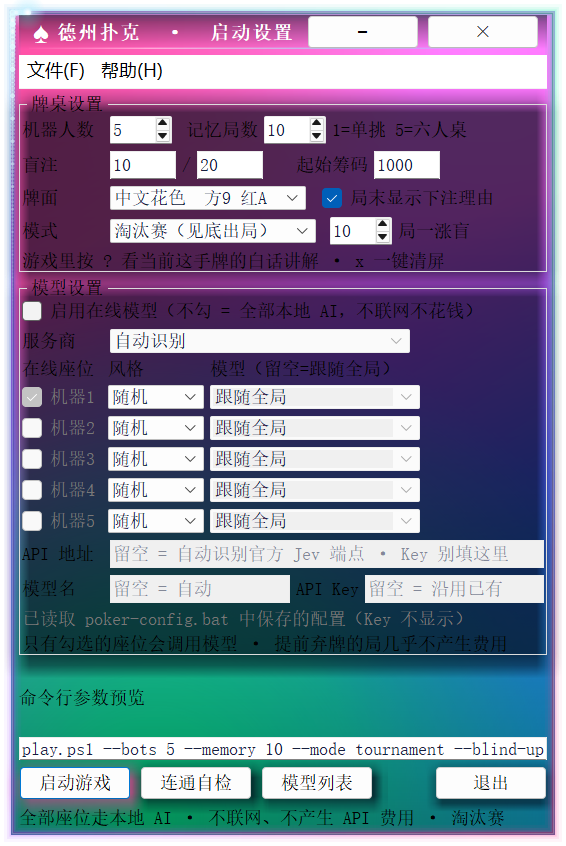 ♠ 德州扑克 · 启动设置
文件(F) 帮助(H)
牌桌设置
机器人数 5 记忆局数 10 1=单挑 5=六人桌
盲注 10 / 20 起始筹码 1000
牌面 中文花色 方9 红A 局末显示下注理由
模式 淘汰赛（见底出局） 10 局一涨盲
游戏里按 ? 看当前这手牌的白话讲解 · x 一键清屏
模型设置
启用在线模型（不勾 = 全部本地 AI，不联网不花钱）
服务商 自动识别
在线座位 风格 模型（留空=跟随全局）
机器1 随机 跟随全局
机器2 随机 跟随全局
机器3 随机 跟随全局
机器4 随机 跟随全局
机器5 随机 跟随全局
API 地址 留空 = 自动识别官方 Jev 端点 · Key 别填这里
模型名 留空 = 自动 API Key 留空 = 沿用已有
已读取 poker-config.bat 中保存的配置（Key 不显示）
只有勾选的座位会调用模型 · 提前弃牌的局几乎不产生费用
命令行参数预览
play.ps1 --bots 5 --memory 10 --mode tournament --blind-up
启动游戏 连通自检 模型列表 退出
全部座位走本地 AI · 不联网、不产生 API 费用 · 淘汰赛